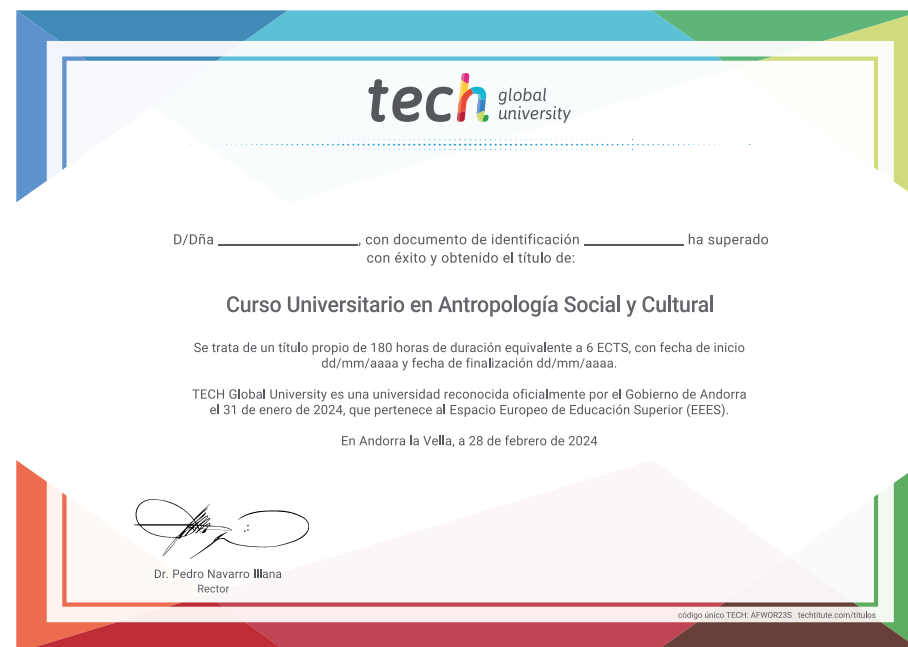 tech global university
D/Dña ______________, con documento de identificación __________ ha superado
con éxito y obtenido el título de:
Curso Universitario en Antropología Social y Cultural
Se trata de un título propio de 180 horas de duración equivalente a 6 ECTS, con fecha de inicio
dd/mm/aaaa y fecha de finalización dd/mm/aaaa.
TECH Global University es una universidad reconocida oficialmente por el Gobierno de Andorra
el 31 de enero de 2024, que pertenece al Espacio Europeo de Educación Superior (EEES).
En Andorra la Vella, a 28 de febrero de 2024
Dr. Pedro Navarro Illana
Rector
código único TECH: AFWOR23S techtitute.com/titulos